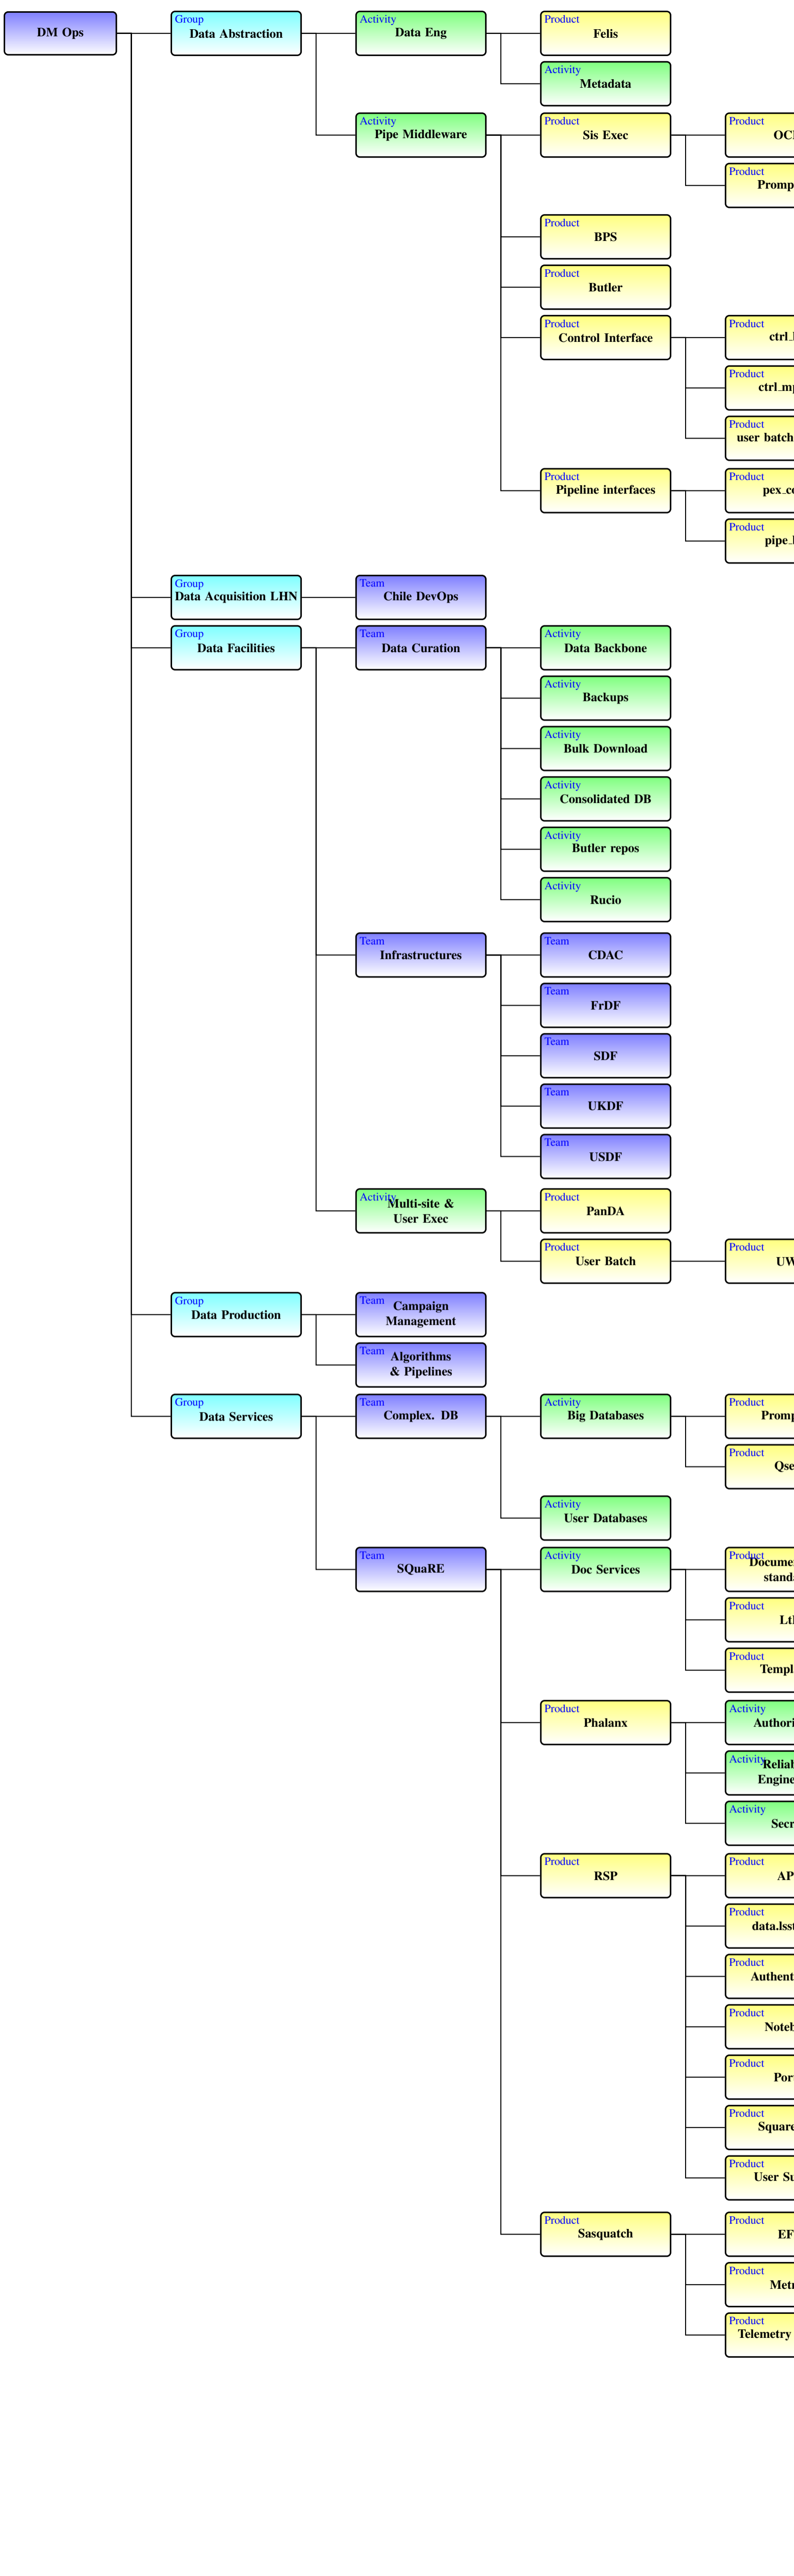 DM Ops
Group
Data Abstraction
Activity
Data Eng
Product
Felis
Activity
Metadata
Activity
Pipe Middleware
Product
Sis Exec
Product
Product
Product
BPS
Product
Butler
Product
Control Interface
Product
Product
Product
user batch
Product
Pipeline interfaces
Product
Product
Group
Data Acquisition LHN
Team
Chile DevOps
Group
Data Facilities
Team
Data Curation
Activity
Data Backbone
Activity
Backups
Activity
Bulk Download
Activity
Consolidated DB
Activity
Butler repos
Activity
Rucio
Team
Infrastructures
Team
CDAC
Team
FrDF
Team
SDF
Team
UKDF
Team
USDF
Activity
Multi-site &
User Exec
Product
PanDA
Product
User Batch
Product
Group
Data Production
Team
Campaign
Management
Team
Algorithms
& Pipelines
Group
Data Services
Team
Complex. DB
Activity
Big Databases
Product
Product
Activity
User Databases
Team
SQuaRE
Activity
Doc Services
Product
Product
Product
Product
Phalanx
Activity
Activity
Activity
Product
RSP
Product
Product
Product
Product
Product
Product
Product
User
Product
Sasquatch
Product
Product
Product
Telemetry